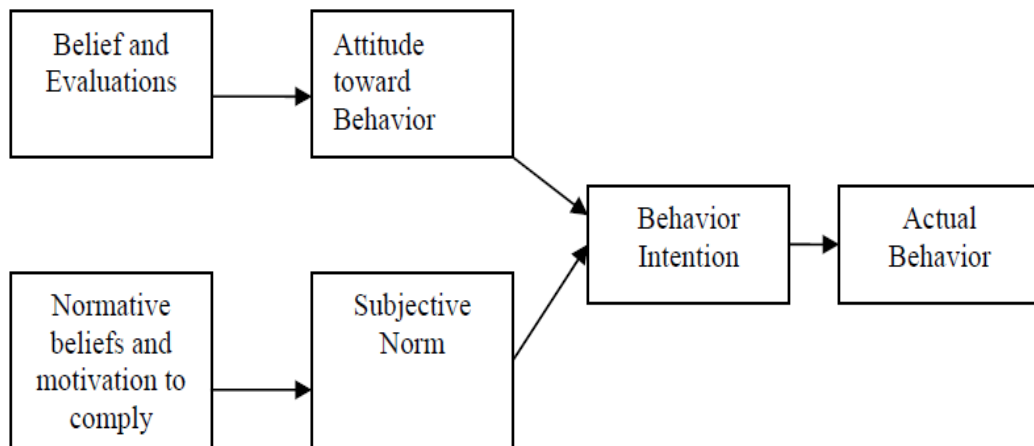 Belief and
Evaluations
Attitude
toward
Behavior
Behavior
Intention
Actual
Behavior
Normative
beliefs and
motivation to
comply
Subjective
Norm